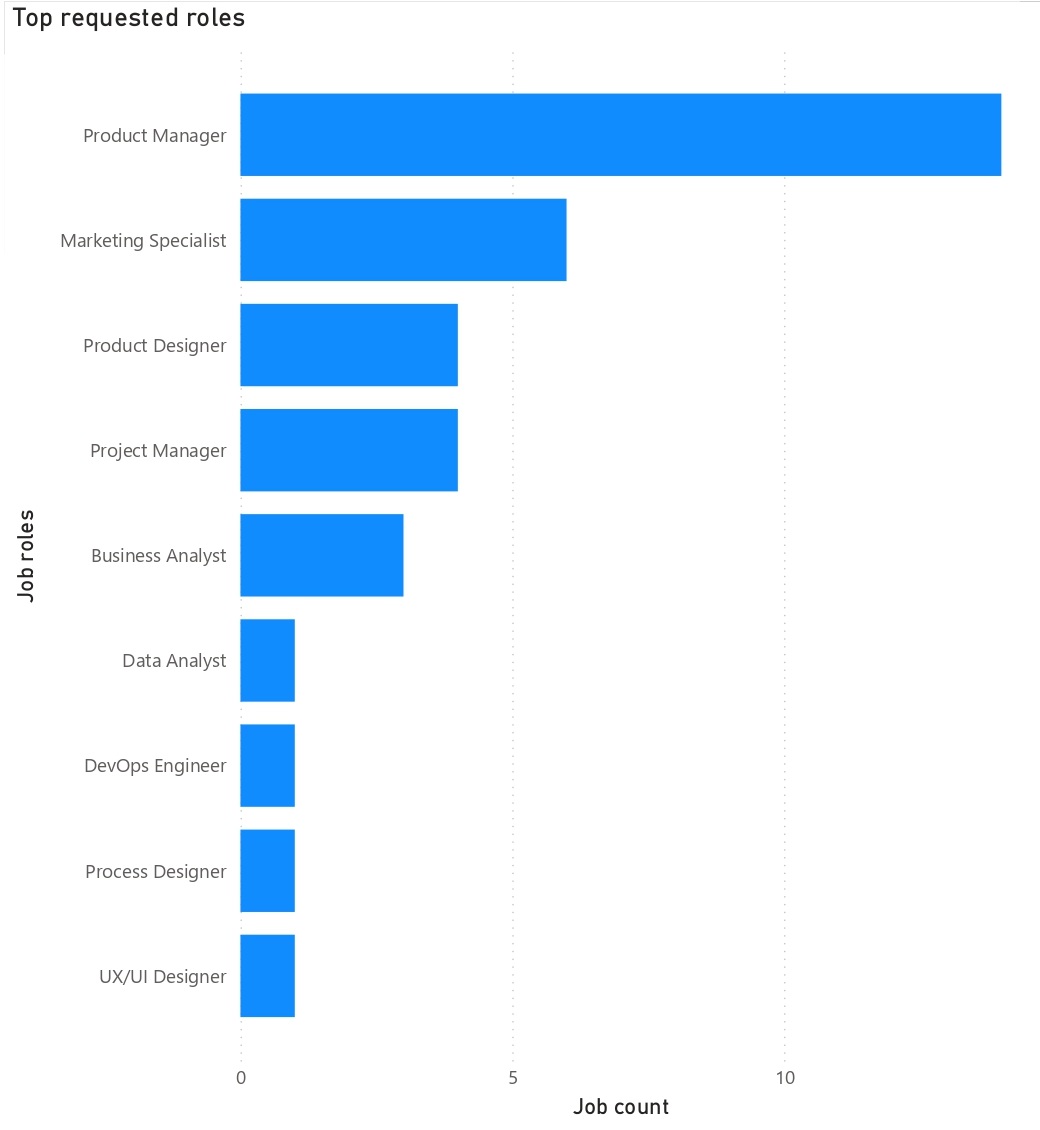 Top requested roles
Product Manager
Marketing Specialist
Product Designer
Project Manager
Business Analyst
Data Analyst
DevOps Engineer
Process Designer
UX/UI Designer
Job roles
0 5 10
Job count